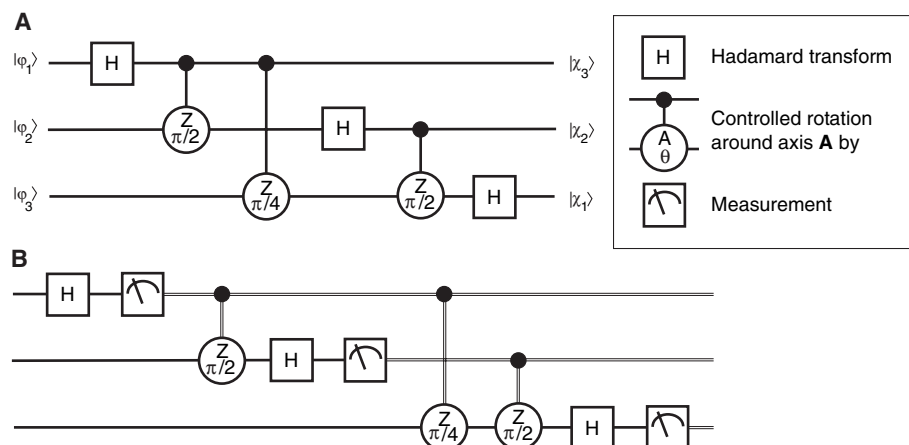 A
|φ₁⟩ H |χ₃⟩
|φ₂⟩ Z π/2 H |χ₂⟩
|φ₃⟩ Z π/4 Z π/2 H |χ₁⟩
H Hadamard transform
A θ Controlled rotation
around axis A by
Measurement
B
H
Z π/2 H
Z π/4 Z π/2 H